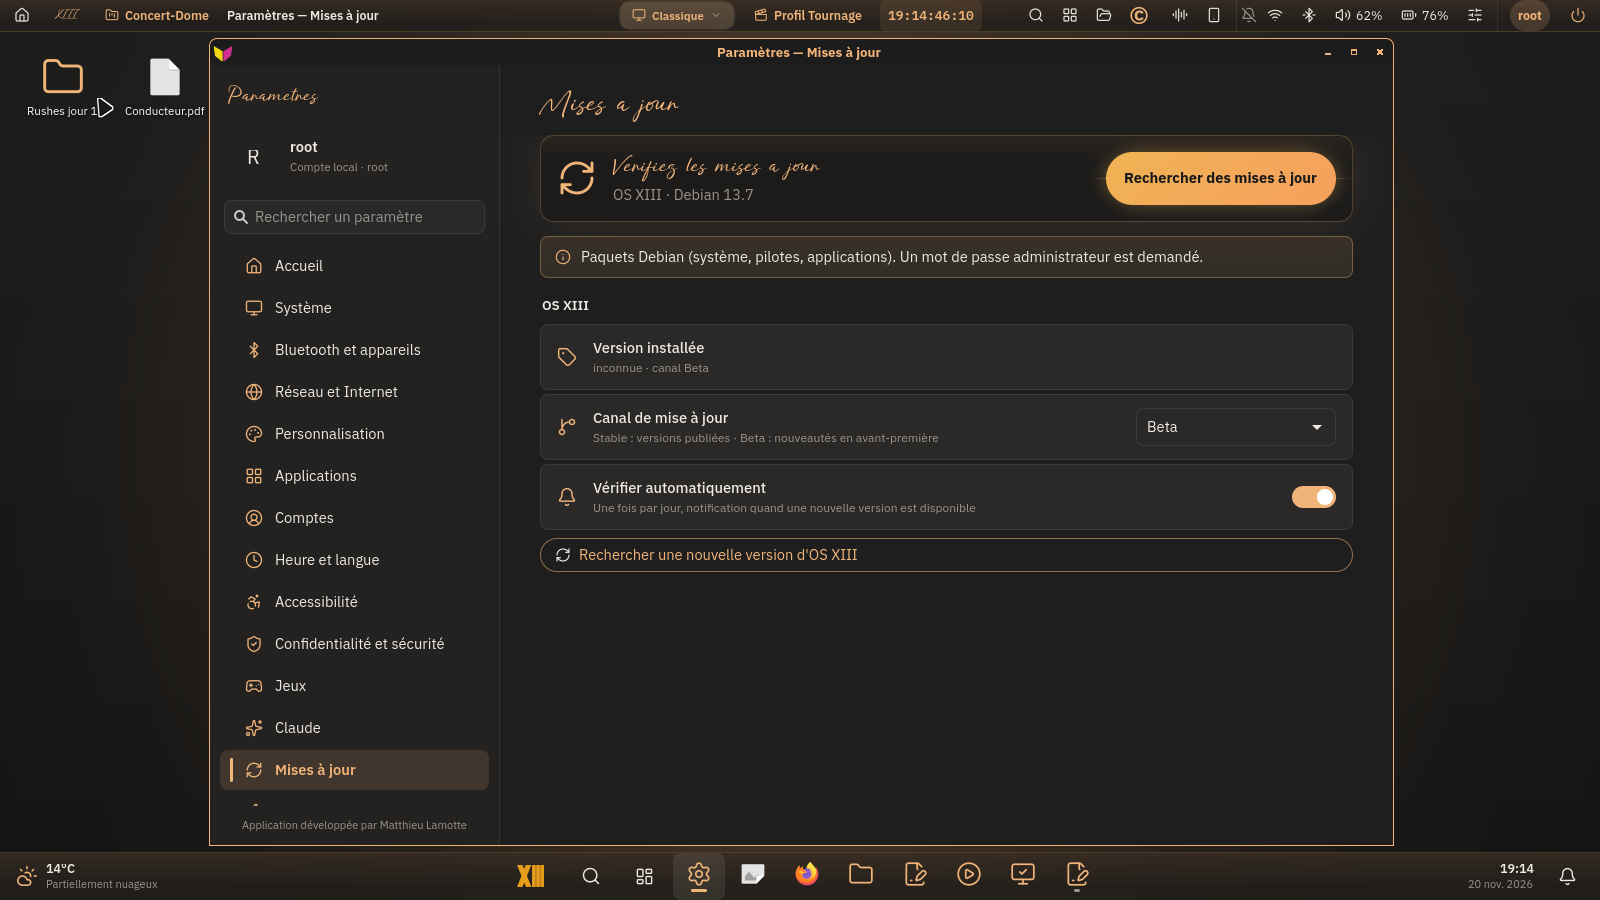 XIII
Concert-Dome
Paramètres — Mises à jour
Classique
Profil Tournage
19:14:46:10
62%
76%
root
Rushes jour 1
Conducteur.pdf
Paramètres — Mises à jour
Parametres
R
root
Compte local · root
Rechercher un paramètre
Accueil
Système
Bluetooth et appareils
Réseau et Internet
Personnalisation
Applications
Comptes
Heure et langue
Accessibilité
Confidentialité et sécurité
Jeux
Claude
Mises à jour
Application développée par Matthieu Lamotte
Mises a jour
Verifiez les mises a jour
OS XIII · Debian 13.7
Rechercher des mises à jour
Paquets Debian (système, pilotes, applications). Un mot de passe administrateur est demandé.
OS XIII
Version installée
inconnue · canal Beta
Canal de mise à jour
Stable : versions publiées · Beta : nouveautés en avant-première
Beta
Vérifier automatiquement
Une fois par jour, notification quand une nouvelle version est disponible
Rechercher une nouvelle version d'OS XIII
14°C
Partiellement nuageux
XIII
19:14
20 nov. 2026